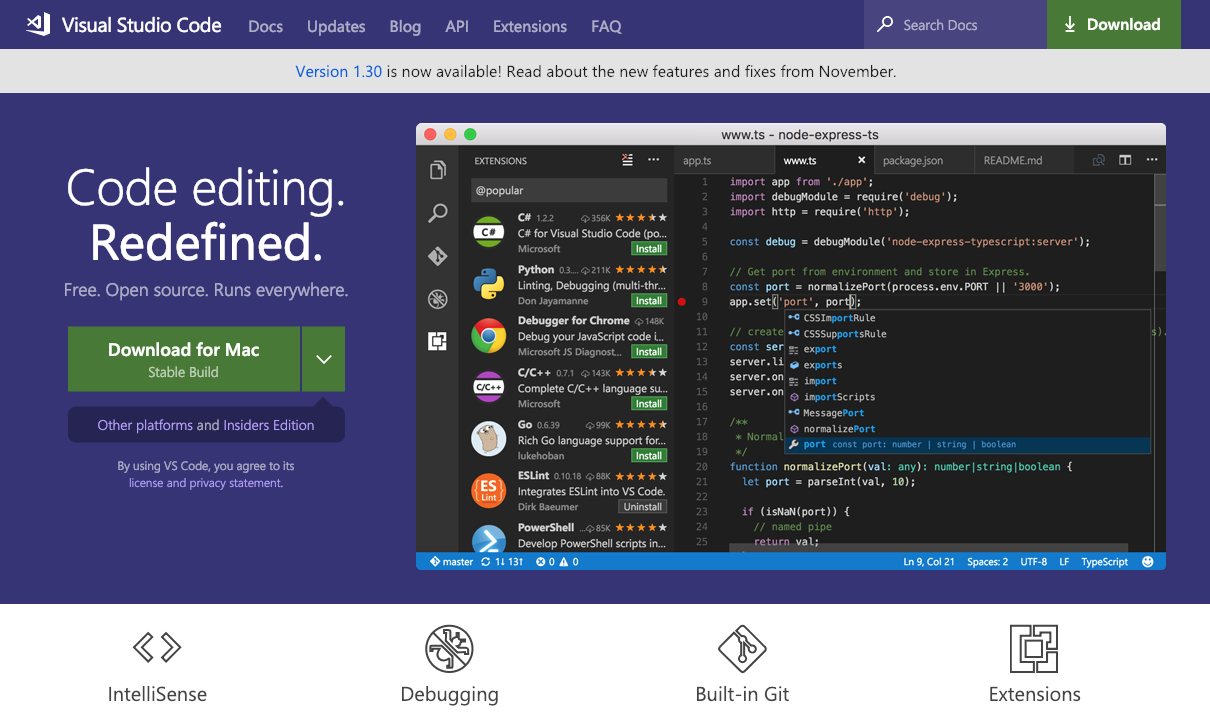 Visual Studio Code Docs Updates Blog API Extensions FAQ Search Docs Download
Version 1.30 is now available! Read about the new features and fixes from November.
Code editing.
Redefined.
Free. Open source. Runs everywhere.
Download for Mac
Stable Build
Other platforms and Insiders Edition
By using VS Code, you agree to its
license and privacy statement.
www.ts - node-express-ts
EXTENSIONS
@popular
C# 1.2.2 356K
C#
C# for Visual Studio Code (po...
Microsoft Install
Python 0.3.... 211K
Linting, Debugging (multi-thr...
Don Jayamanne Install
Debugger for Chrome 148K
Debug your JavaScript code i...
Microsoft JS Diagnost... Install
C/C++ 0.7.1 143K
C/C++
Complete C/C++ language su...
Microsoft Install
Go 0.6.39 99K
Rich Go language support for...
lukehoban Install
ESLint 0.10.18 88K
ES
Lint
Integrates ESLint into VS Code.
Dirk Baeumer Uninstall
PowerShell ... 85K
Develop PowerShell scripts in...
app.ts www.ts package.json README.md
1 import app from './app';
2 import debugModule = require('debug');
3 import http = require('http');
4
5 const debug = debugModule('node-express-typescript:server');
6
7 // Get port from environment and store in Express.
8 const port = normalizePort(process.env.PORT || '3000');
9 app.set('port', port);
10
11 // create s).
12 const ser
13 server.li
14 server.on
15 server.on
16
17 /**
18 * Normal
19 */
20 function normalizePort(val: any): number|string|boolean {
21 let port = parseInt(val, 10);
22
23 if (isNaN(port)) {
24 // named pipe
25 return val;
CSSImportRule
CSSSupportsRule
export
exports
import
importScripts
MessagePort
normalizePort
port const port: number | string | boolean
master 1↓ 13↑ 0 0 Ln 9, Col 21 Spaces: 2 UTF-8 LF TypeScript
IntelliSense Debugging Built-in Git Extensions